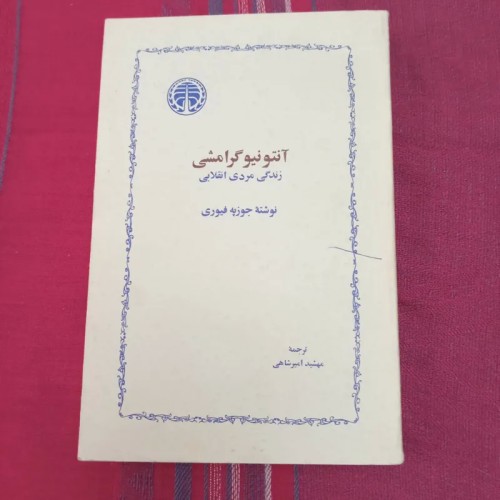 آنتونیو گرامشی
زندگی مردی انقلابی
نوشتهٔ جوزپه فیوری
ترجمهٔ
مهشید امیرشاهی